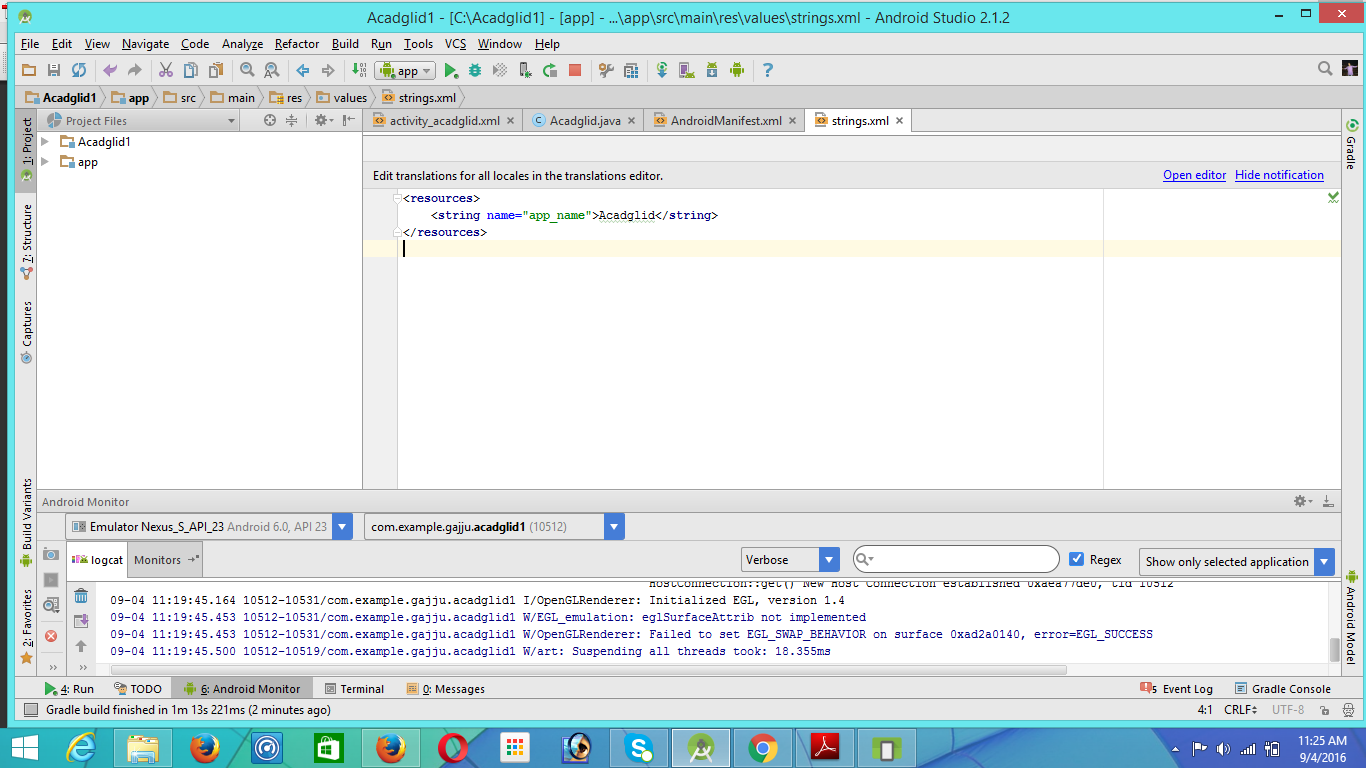 Acadglid1 - [C:\Acadglid1] - [app] - ...\app\src\main\res\values\strings.xml - Android Studio 2.1.2
File Edit View Navigate Code Analyze Refactor Build Run Tools VCS Window Help
app
Acadglid1 app src main res values strings.xml
1: Project
Project Files
activity_acadglid.xml Acadglid.java AndroidManifest.xml strings.xml
Gradle
Acadglid1
app
Edit translations for all locales in the translations editor. Open editor Hide notification
<resources>
<string name="app_name">Acadglid</string>
</resources>
7: Structure
Captures
Build Variants
2: Favorites
Android Monitor
Emulator Nexus_S_API_23 Android 6.0, API 23 com.example.gajju.acadglid1 (10512)
logcat Monitors Verbose Regex Show only selected application
HostConnection::get() New Host Connection established 0xaea77de0, tid 10512
09-04 11:19:45.164 10512-10531/com.example.gajju.acadglid1 I/OpenGLRenderer: Initialized EGL, version 1.4
09-04 11:19:45.453 10512-10531/com.example.gajju.acadglid1 W/EGL_emulation: eglSurfaceAttrib not implemented
09-04 11:19:45.453 10512-10531/com.example.gajju.acadglid1 W/OpenGLRenderer: Failed to set EGL_SWAP_BEHAVIOR on surface 0xad2a0140, error=EGL_SUCCESS
09-04 11:19:45.500 10512-10519/com.example.gajju.acadglid1 W/art: Suspending all threads took: 18.355ms
Android Model
4: Run TODO 6: Android Monitor Terminal 0: Messages 5 Event Log Gradle Console
Gradle build finished in 1m 13s 221ms (2 minutes ago) 4:1 CRLF UTF-8
11:25 AM
9/4/2016